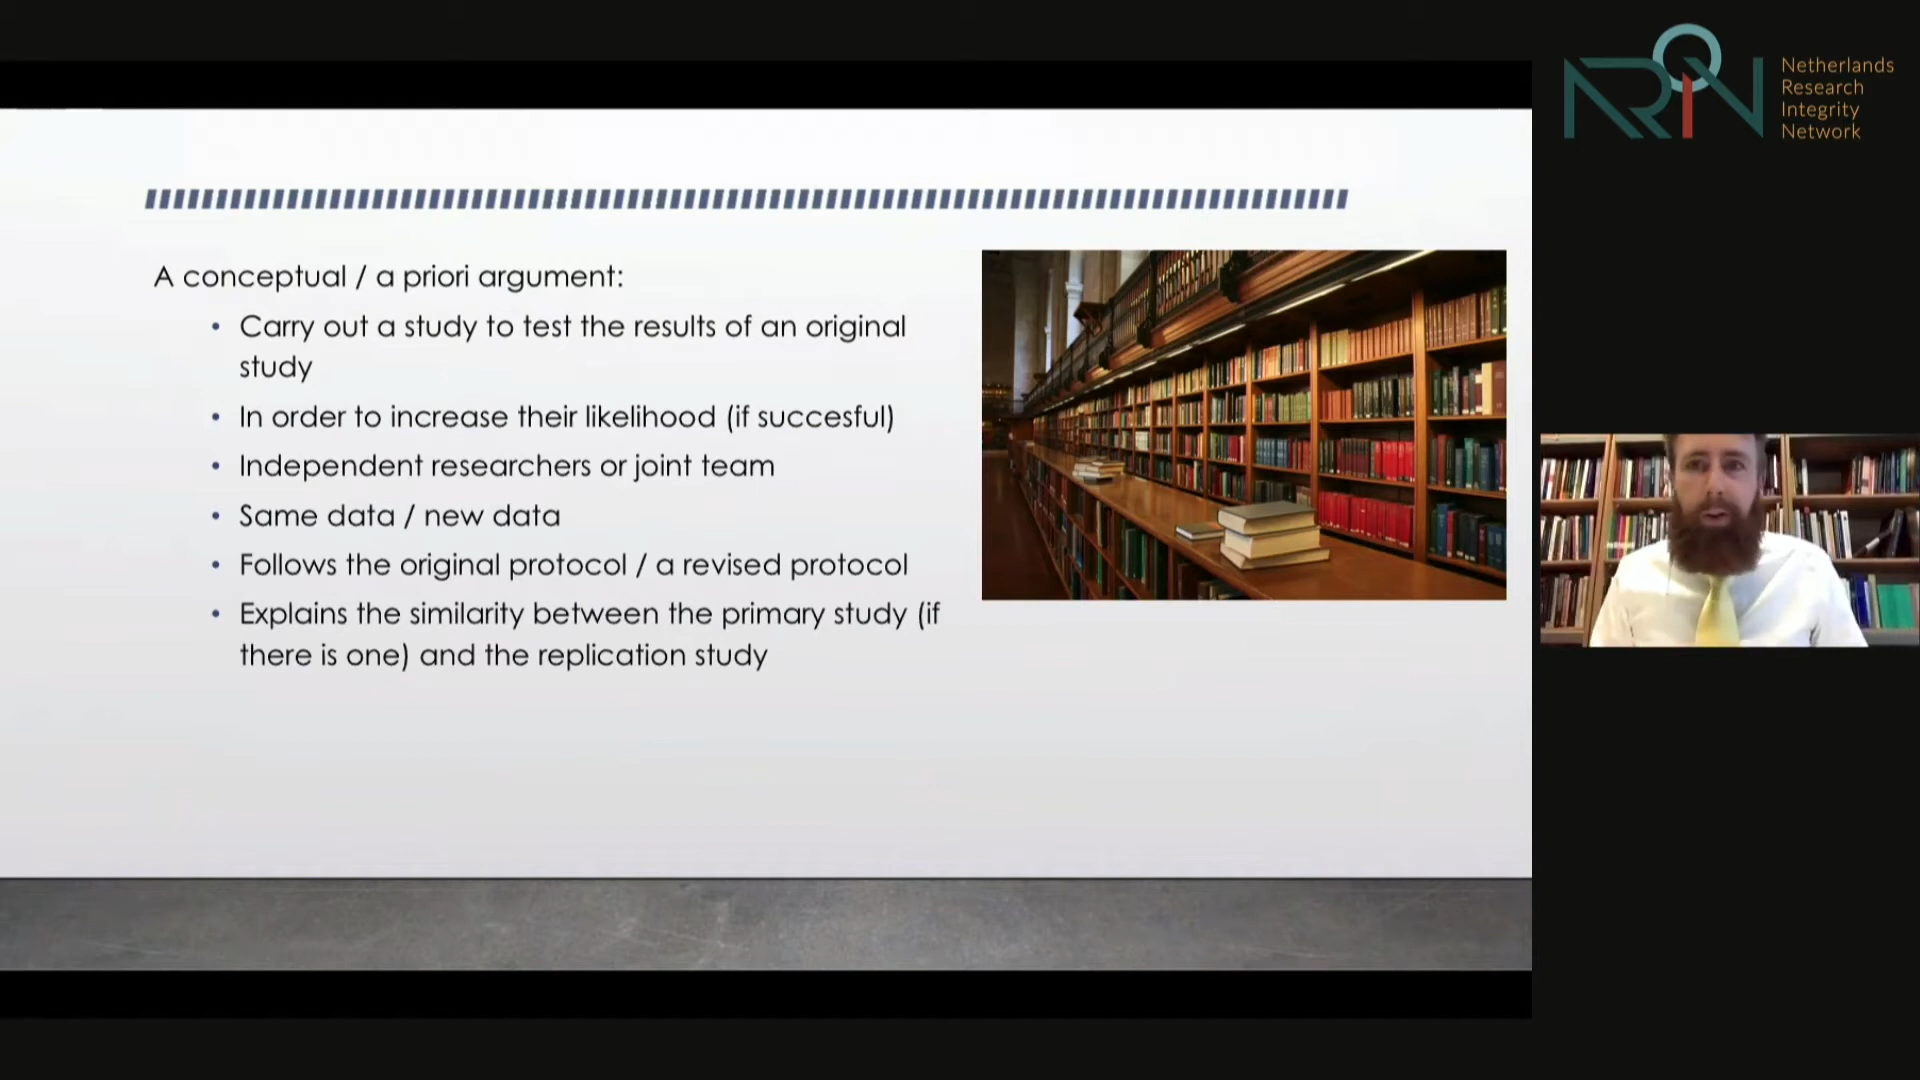 NRIN
Netherlands
Research
Integrity
Network
A conceptual / a priori argument:
• Carry out a study to test the results of an original
study
• In order to increase their likelihood (if succesful)
• Independent researchers or joint team
• Same data / new data
• Follows the original protocol / a revised protocol
• Explains the similarity between the primary study (if
there is one) and the replication study